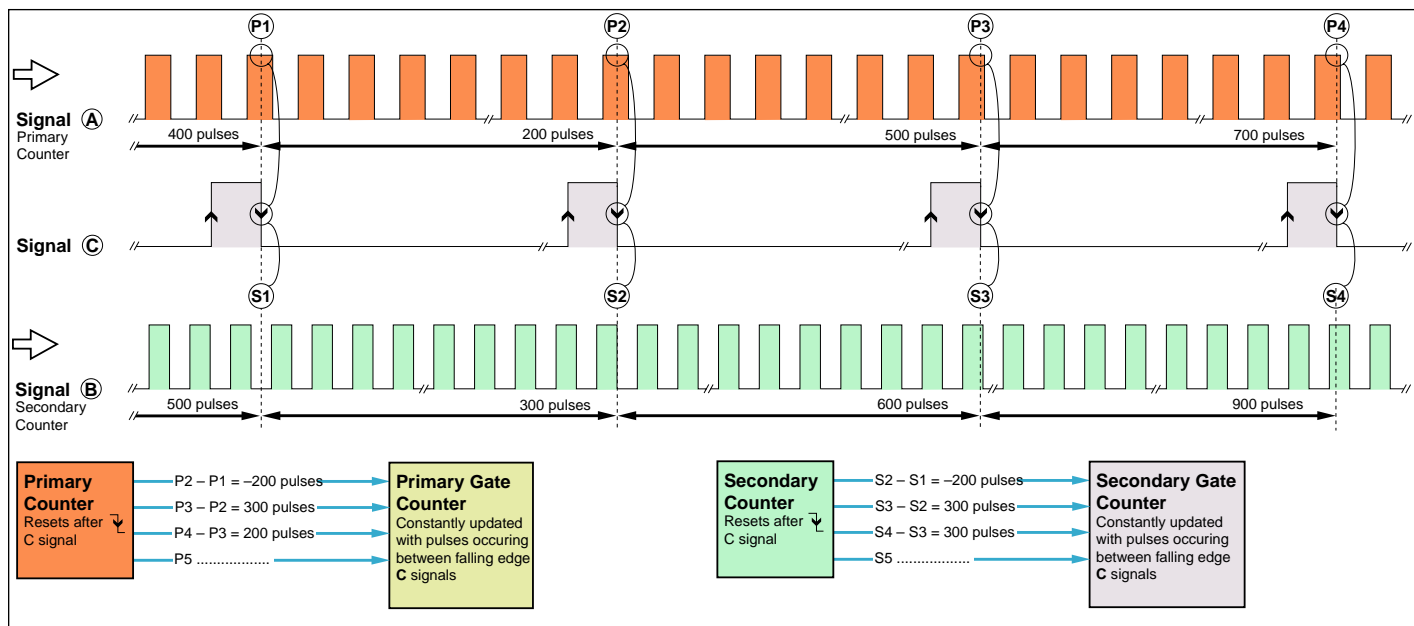 P1 P2 P3 P4
Signal A
Primary
Counter
400 pulses 200 pulses 500 pulses 700 pulses
Signal C
S1 S2 S3 S4
Signal B
Secondary
Counter
500 pulses 300 pulses 600 pulses 900 pulses
Primary
Counter
Resets after
C signal
P2 – P1 = –200 pulses
P3 – P2 = 300 pulses
P4 – P3 = 200 pulses
P5 ...................
Primary Gate
Counter
Constantly updated
with pulses occuring
between falling edge
C signals
Secondary
Counter
Resets after
C signal
S2 – S1 = –200 pulses
S3 – S2 = 300 pulses
S4 – S3 = 300 pulses
S5 ...................
Secondary Gate
Counter
Constantly updated
with pulses occuring
between falling edge
C signals